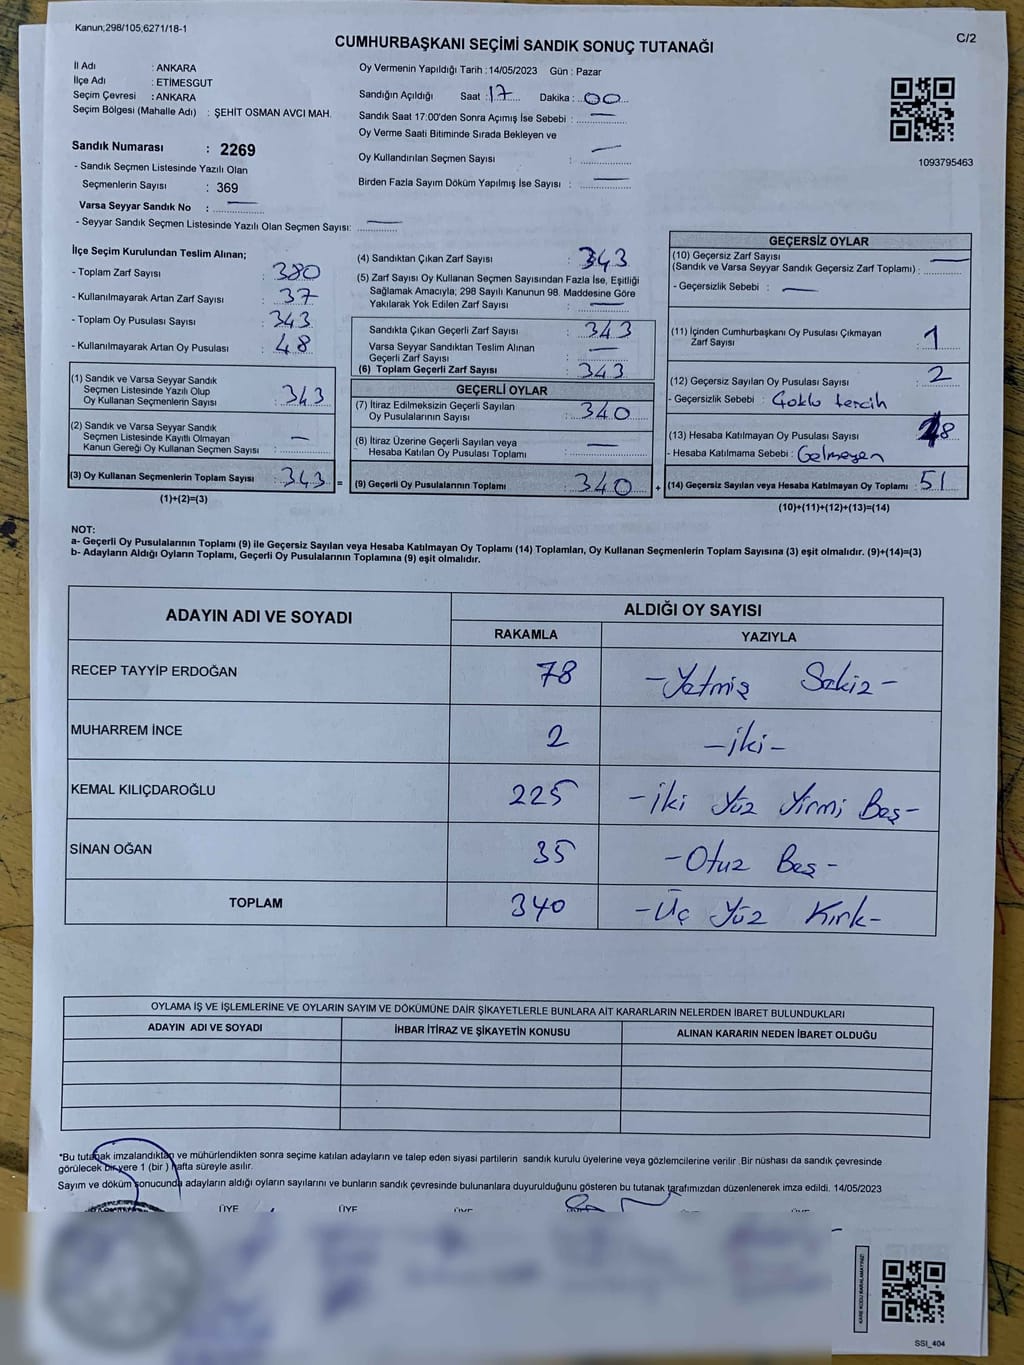 Kanun;298/105,6271/18-1
C/2
CUMHURBAŞKANI SEÇİMİ SANDIK SONUÇ TUTANAĞI
İl Adı : ANKARA
İlçe Adı : ETİMESGUT
Seçim Çevresi : ANKARA
Seçim Bölgesi (Mahalle Adı) : ŞEHİT OSMAN AVCI MAH.
Sandık Numarası : 2269
- Sandık Seçmen Listesinde Yazılı Olan
Seçmenlerin Sayısı : 369
Varsa Seyyar Sandık No : —
- Seyyar Sandık Seçmen Listesinde Yazılı Olan Seçmen Sayısı: —
Oy Vermenin Yapıldığı Tarih : 14/05/2023 Gün : Pazar
Sandığın Açıldığı Saat : 17 Dakika : 00
Sandık Saat 17:00'den Sonra Açımış İse Sebebi : —
Oy Verme Saati Bitiminde Sırada Bekleyen ve
Oy Kullandırılan Seçmen Sayısı : —
Birden Fazla Sayım Döküm Yapılmış İse Sayısı : —
1093795463
İlçe Seçim Kurulundan Teslim Alınan;
- Toplam Zarf Sayısı : 380
- Kullanılmayarak Artan Zarf Sayısı : 37
- Toplam Oy Pusulası Sayısı : 343
- Kullanılmayarak Artan Oy Pusulası : 48
(1) Sandık ve Varsa Seyyar Sandık
Seçmen Listesinde Yazılı Olup
Oy Kullanan Seçmenlerin Sayısı : 343
(2) Sandık ve Varsa Seyyar Sandık
Seçmen Listesinde Kayıtlı Olmayan
Kanun Gereği Oy Kullanan Seçmen Sayısı : —
(3) Oy Kullanan Seçmenlerin Toplam Sayısı : 343 =
(1)+(2)=(3)
(4) Sandıktan Çıkan Zarf Sayısı : 343
(5) Zarf Sayısı Oy Kullanan Seçmen Sayısından Fazla İse, Eşitliği
Sağlamak Amacıyla; 298 Sayılı Kanunun 98. Maddesine Göre
Yakılarak Yok Edilen Zarf Sayısı : —
Sandıkta Çıkan Geçerli Zarf Sayısı : 343
Varsa Seyyar Sandıktan Teslim Alınan
Geçerli Zarf Sayısı : —
(6) Toplam Geçerli Zarf Sayısı : 343
GEÇERLİ OYLAR
(7) İtiraz Edilmeksizin Geçerli Sayılan
Oy Pusulalarının Sayısı : 340
(8) İtiraz Üzerine Geçerli Sayılan veya
Hesaba Katılan Oy Pusulası Toplamı : —
(9) Geçerli Oy Pusulalarının Toplamı : 340 +
GEÇERSİZ OYLAR
(10) Geçersiz Zarf Sayısı
(Sandık ve Varsa Seyyar Sandık Geçersiz Zarf Toplamı) : —
- Geçersizlik Sebebi : —
(11) İçinden Cumhurbaşkanı Oy Pusulası Çıkmayan
Zarf Sayısı : 1
(12) Geçersiz Sayılan Oy Pusulası Sayısı : 2
- Geçersizlik Sebebi : Çoklu tercih
(13) Hesaba Katılmayan Oy Pusulası Sayısı : 48
- Hesaba Katılmama Sebebi : Gelmeyen
(14) Geçersiz Sayılan veya Hesaba Katılmayan Oy Toplamı : 51
(10)+(11)+(12)+(13)=(14)
NOT:
a- Geçerli Oy Pusulalarının Toplamı (9) ile Geçersiz Sayılan veya Hesaba Katılmayan Oy Toplamı (14) Toplamları, Oy Kullanan Seçmenlerin Toplam Sayısına (3) eşit olmalıdır. (9)+(14)=(3)
b- Adayların Aldığı Oyların Toplamı, Geçerli Oy Pusulalarının Toplamına (9) eşit olmalıdır.
ADAYIN ADI VE SOYADI ALDIĞI OY SAYISI
RAKAMLA YAZIYLA
RECEP TAYYİP ERDOĞAN 78 -Yetmiş Sekiz-
MUHARREM İNCE 2 -İki-
KEMAL KILIÇDAROĞLU 225 -İki Yüz Yirmi Beş-
SİNAN OĞAN 35 -Otuz Beş-
TOPLAM 340 -Üç Yüz Kırk-
OYLAMA İŞ VE İŞLEMLERİNE VE OYLARIN SAYIM VE DÖKÜMÜNE DAİR ŞİKAYETLERLE BUNLARA AİT KARARLARIN NELERDEN İBARET BULUNDUKLARI
ADAYIN ADI VE SOYADI İHBAR İTİRAZ VE ŞİKAYETİN KONUSU ALINAN KARARIN NEDEN İBARET OLDUĞU
*Bu tutanak imzalandıktan ve mühürlendikten sonra seçime katılan adayların ve talep eden siyasi partilerin sandık kurulu üyelerine veya gözlemcilerine verilir .Bir nüshası da sandık çevresinde
görülecek bir yere 1 (bir ) hafta süreyle asılır.
Sayım ve döküm sonucunda adayların aldığı oyların sayılarını ve bunların sandık çevresinde bulunanlara duyurulduğunu gösteren bu tutanak tarafımızdan düzenlenerek imza edildi. 14/05/2023
ÜYE ÜYE ÜYE
KARE KODU KARALAMAYINIZ!
SSI_404